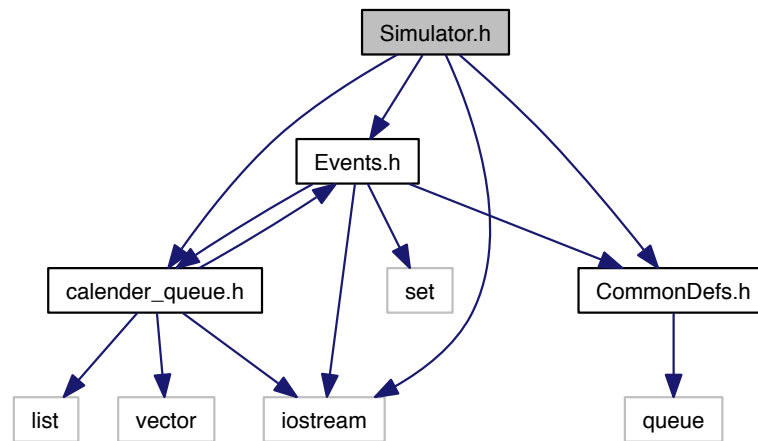 Simulator.h
Events.h
calender_queue.h
set
CommonDefs.h
list
vector
iostream
queue